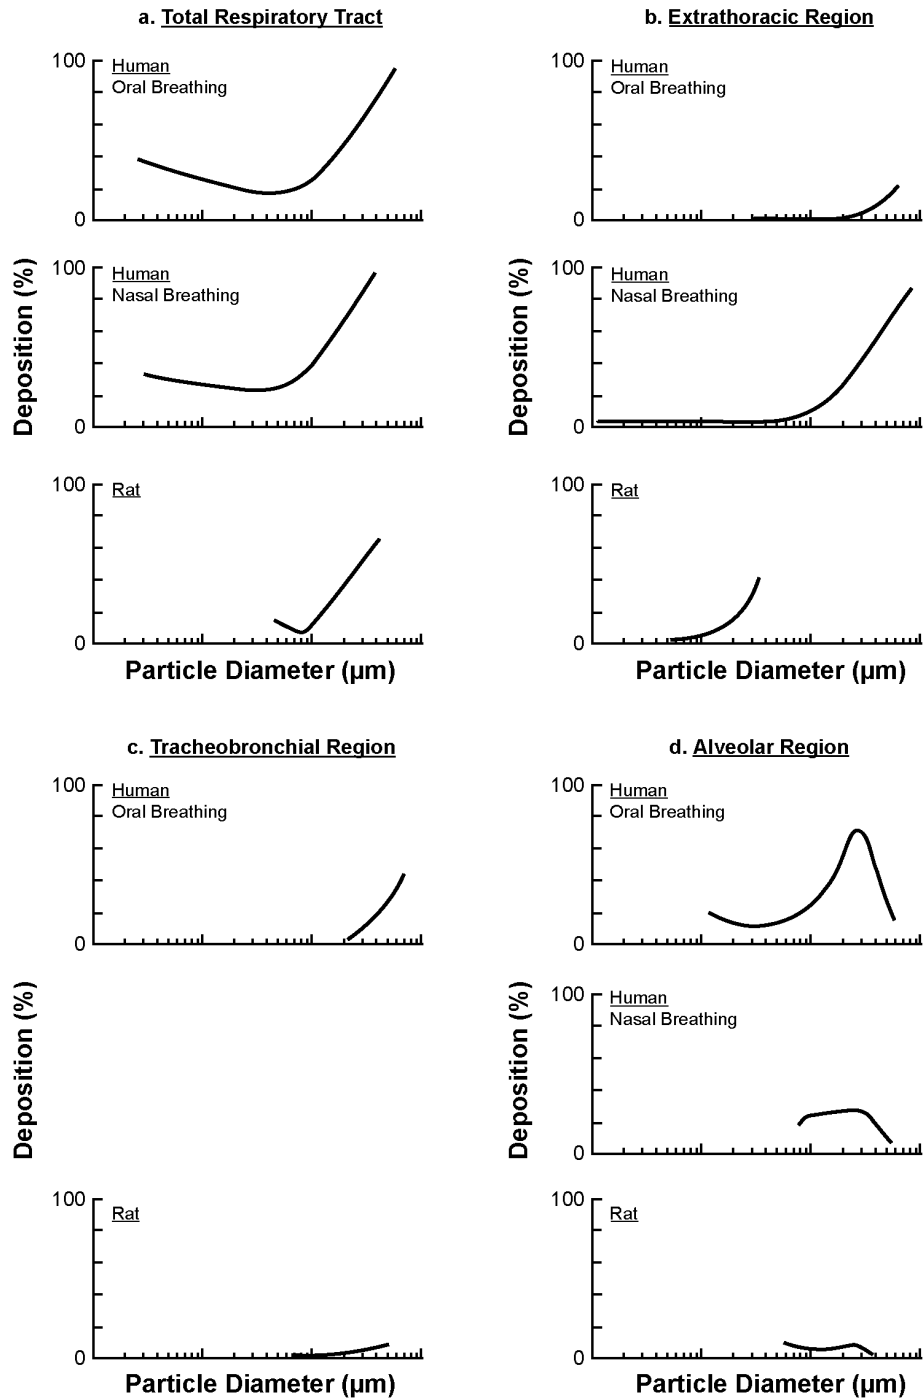 a. Total Respiratory Tract
100
Human
Oral Breathing
0
100
Human
Nasal Breathing
0
Deposition (%)
100
Rat
0
Particle Diameter (µm)
b. Extrathoracic Region
100
Human
Oral Breathing
0
100
Human
Nasal Breathing
0
Deposition (%)
100
Rat
0
Particle Diameter (µm)
c. Tracheobronchial Region
100
Human
Oral Breathing
0
Deposition (%)
100
Rat
0
Particle Diameter (µm)
d. Alveolar Region
100
Human
Oral Breathing
0
100
Human
Nasal Breathing
0
Deposition (%)
100
Rat
0
Particle Diameter (µm)